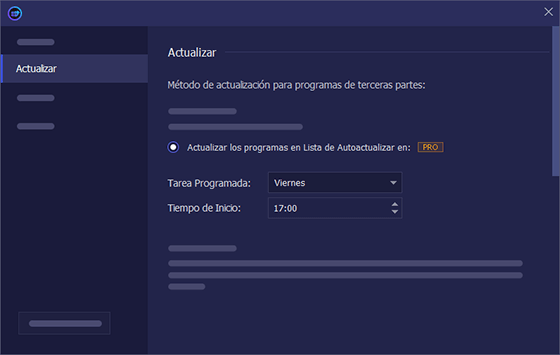 Actualizar
Actualizar
Método de actualización para programas de terceras partes:
Actualizar los programas en Lista de Autoactualizar en: PRO
Tarea Programada: Viernes
Tiempo de Inicio: 17:00